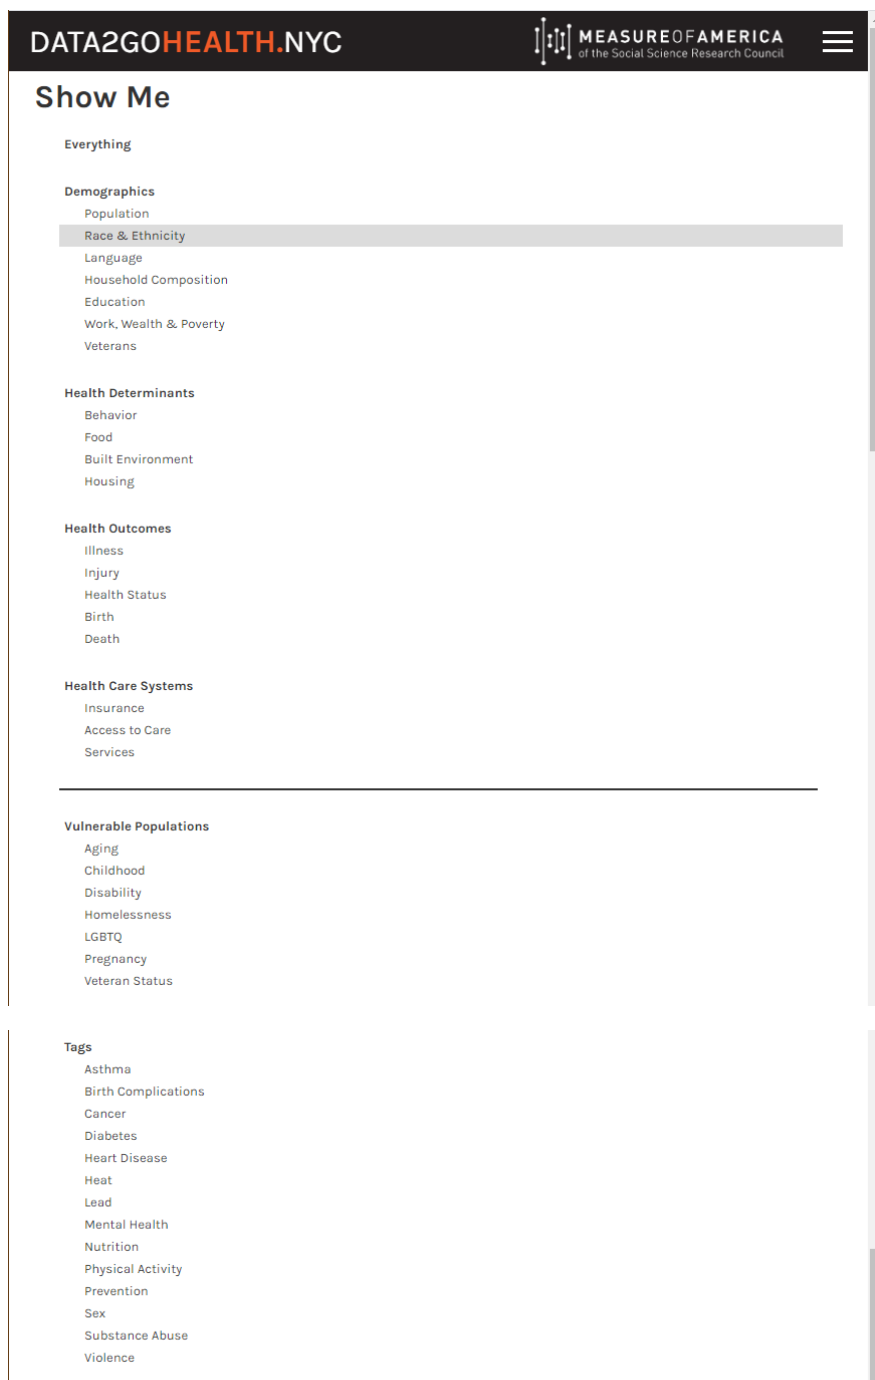 DATA2GOHEALTH.NYC
MEASUREOFAMERICA
of the Social Science Research Council
Show Me
Everything
Demographics
Population
Race & Ethnicity
Language
Household Composition
Education
Work, Wealth & Poverty
Veterans
Health Determinants
Behavior
Food
Built Environment
Housing
Health Outcomes
Illness
Injury
Health Status
Birth
Death
Health Care Systems
Insurance
Access to Care
Services
Vulnerable Populations
Aging
Childhood
Disability
Homelessness
LGBTQ
Pregnancy
Veteran Status
Tags
Asthma
Birth Complications
Cancer
Diabetes
Heart Disease
Heat
Lead
Mental Health
Nutrition
Physical Activity
Prevention
Sex
Substance Abuse
Violence